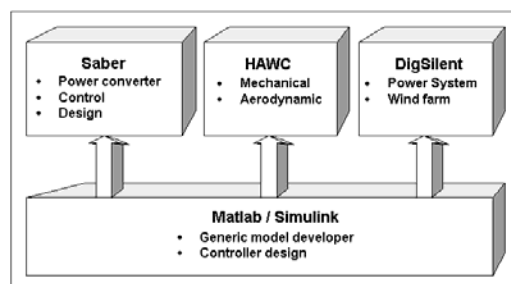 Saber
• Power converter
• Control
• Design
HAWC
• Mechanical
• Aerodynamic
DigSilent
• Power System
• Wind farm
Matlab / Simulink
• Generic model developer
• Controller design